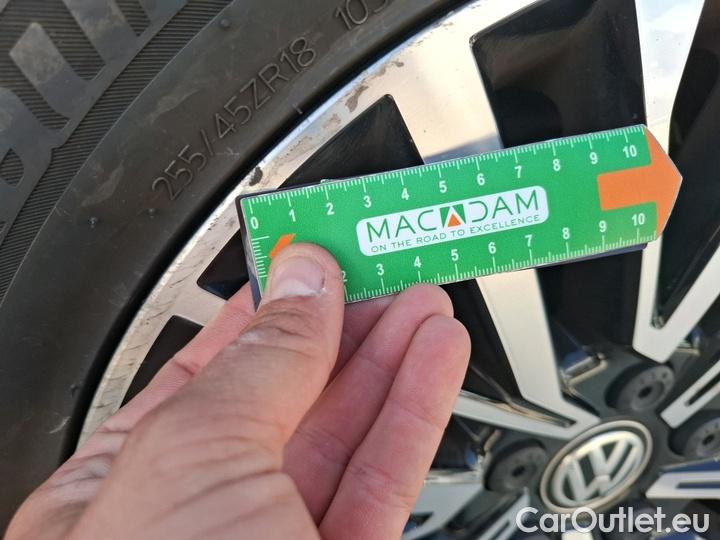 255/45ZR18 103
0 1 2 3 4 5 6 7 8 9 10
MACADAM
ON THE ROAD TO EXCELLENCE
2 3 4 5 6 7 8 9 10
CarOutlet.eu